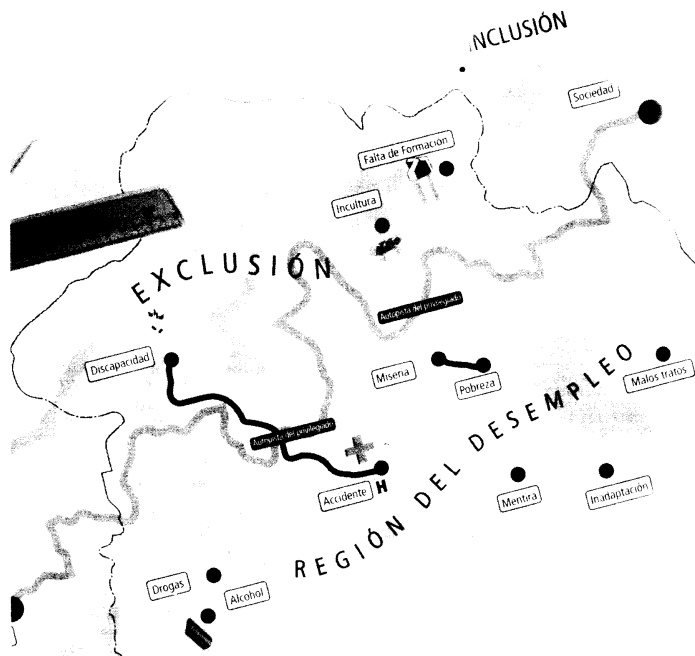 NCLUSIÓN
Sociedad
Falta de Formación
Incultura
EXCLUSIÓN
Autopista del privilegiado
Discapacidad
Miseria
Pobreza
Malos tratos
Autopista del privilegiado
Accidente
H
Mentira
Inadaptación
REGIÓN DEL DESEMPLEO
Drogas
Alcohol